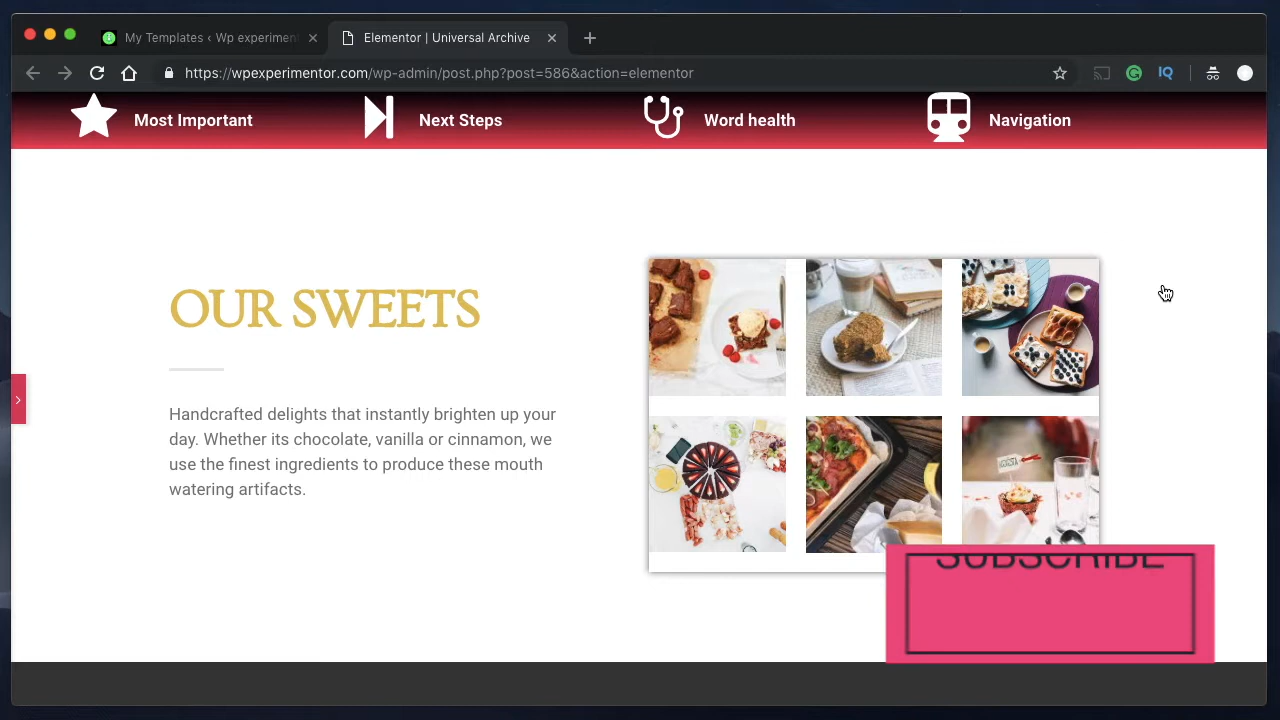 My Templates ‹ Wp experimen
Elementor | Universal Archive
https://wpexperimentor.com/wp-admin/post.php?post=586&action=elementor
IQ
Most Important
Next Steps
Word health
Navigation
OUR SWEETS
Handcrafted delights that instantly brighten up your
day. Whether its chocolate, vanilla or cinnamon, we
use the finest ingredients to produce these mouth
watering artifacts.
SUBSCRIBE